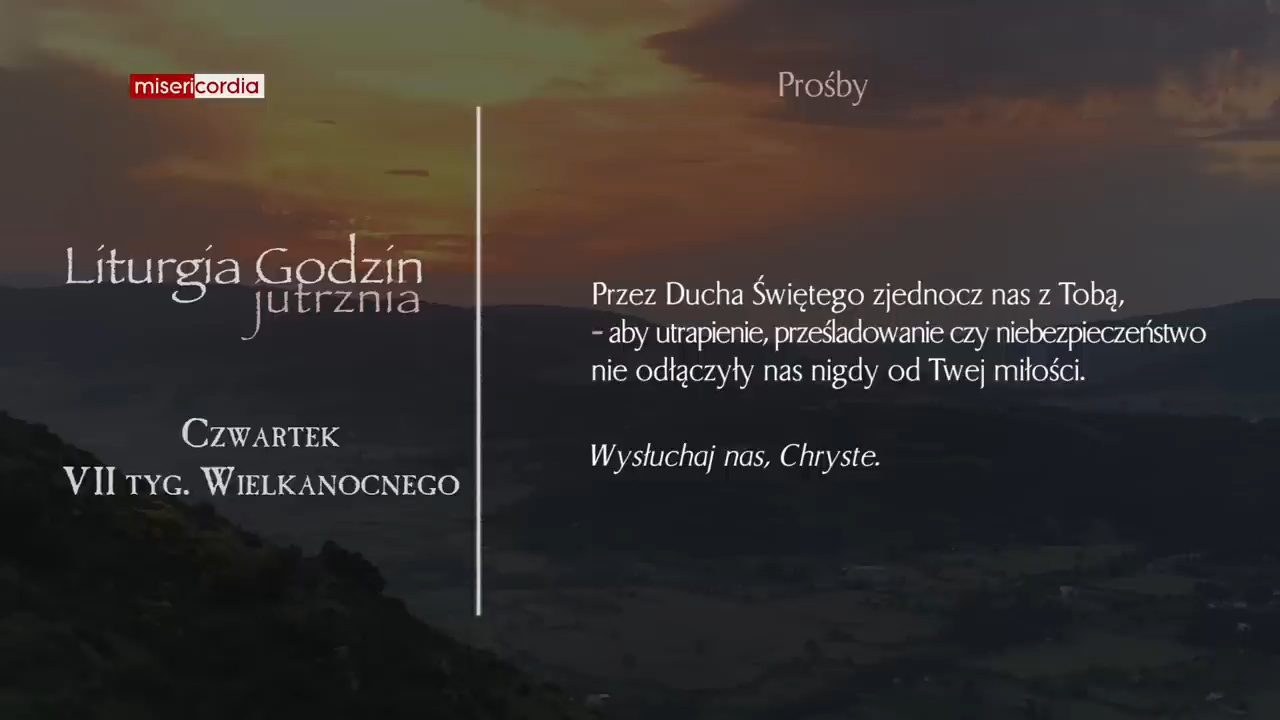 misericordia
Prośby
Liturgia Godzin
jutrznia
Czwartek
VII tyg. Wielkanocnego
Przez Ducha Świętego zjednocz nas z Tobą,
- aby utrapienie, prześladowanie czy niebezpieczeństwo
nie odłączyły nas nigdy od Twej miłości.
Wysłuchaj nas, Chryste.